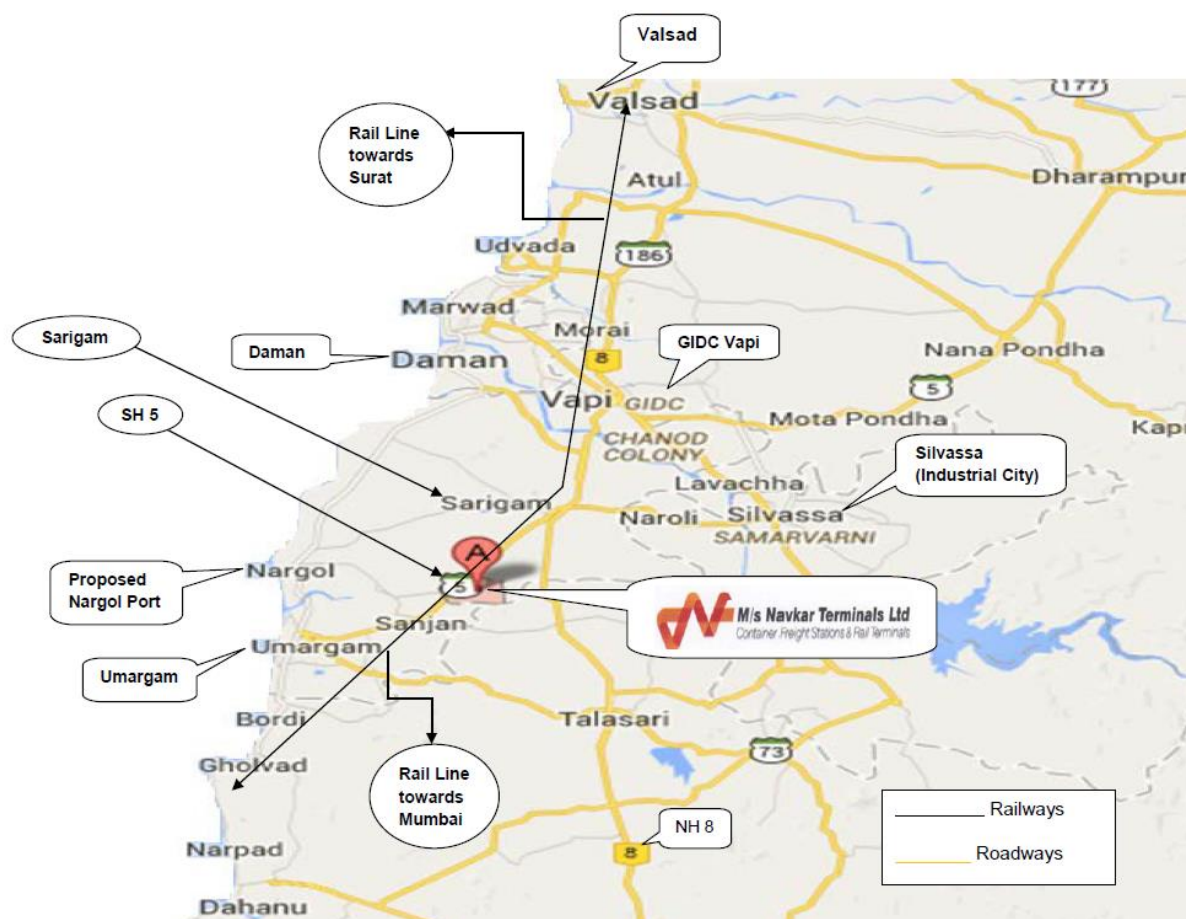 Valsad
177
Valsad
Rail Line
towards
Surat
Atul
Dharampur
Udvada
186
Marwad
Morai
Sarigam
Daman
Daman
8
GIDC Vapi
Nana Pondha
5
SH 5
Vapi
GIDC
Mota Pondha
Kap
CHANOD
COLONY
Silvassa
(Industrial City)
Lavachha
Sarigam
Naroli
Silvassa
SAMARVARNI
A
Proposed
Nargol Port
Nargol
5
M/s Navkar Terminals Ltd
Container Freight Stations & Rail Terminals
Sanjan
Umargam
Umargam
Bordi
Talasari
73
Gholvad
Rail Line
towards
Mumbai
Railways
NH 8
Narpad
8
Roadways
Dahanu